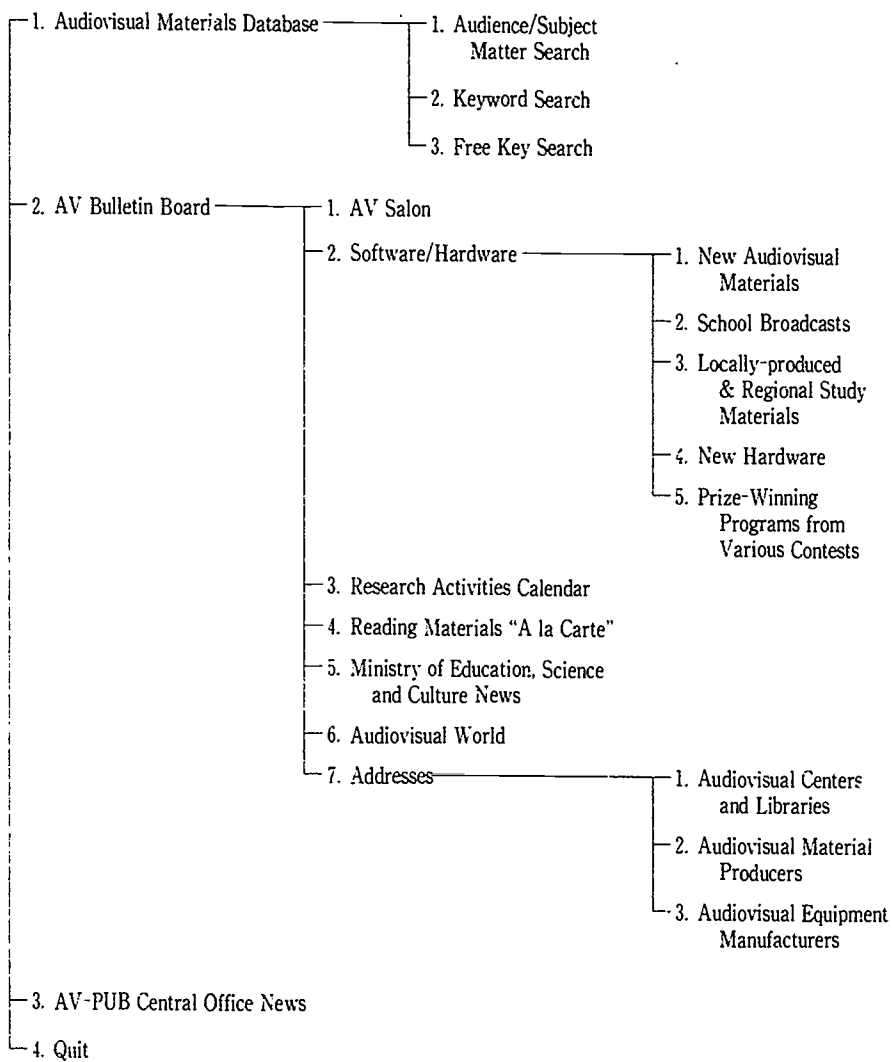 1. Audiovisual Materials Database
1. Audience/Subject
Matter Search
2. Keyword Search
3. Free Key Search
2. AV Bulletin Board
1. AV Salon
2. Software/Hardware
1. New Audiovisual
Materials
2. School Broadcasts
3. Locally-produced
& Regional Study
Materials
4. New Hardware
5. Prize-Winning
Programs from
Various Contests
3. Research Activities Calendar
4. Reading Materials “A la Carte”
5. Ministry of Education, Science
and Culture News
6. Audiovisual World
7. Addresses
1. Audiovisual Centers
and Libraries
2. Audiovisual Material
Producers
3. Audiovisual Equipment
Manufacturers
3. AV-PUB Central Office News
4. Quit